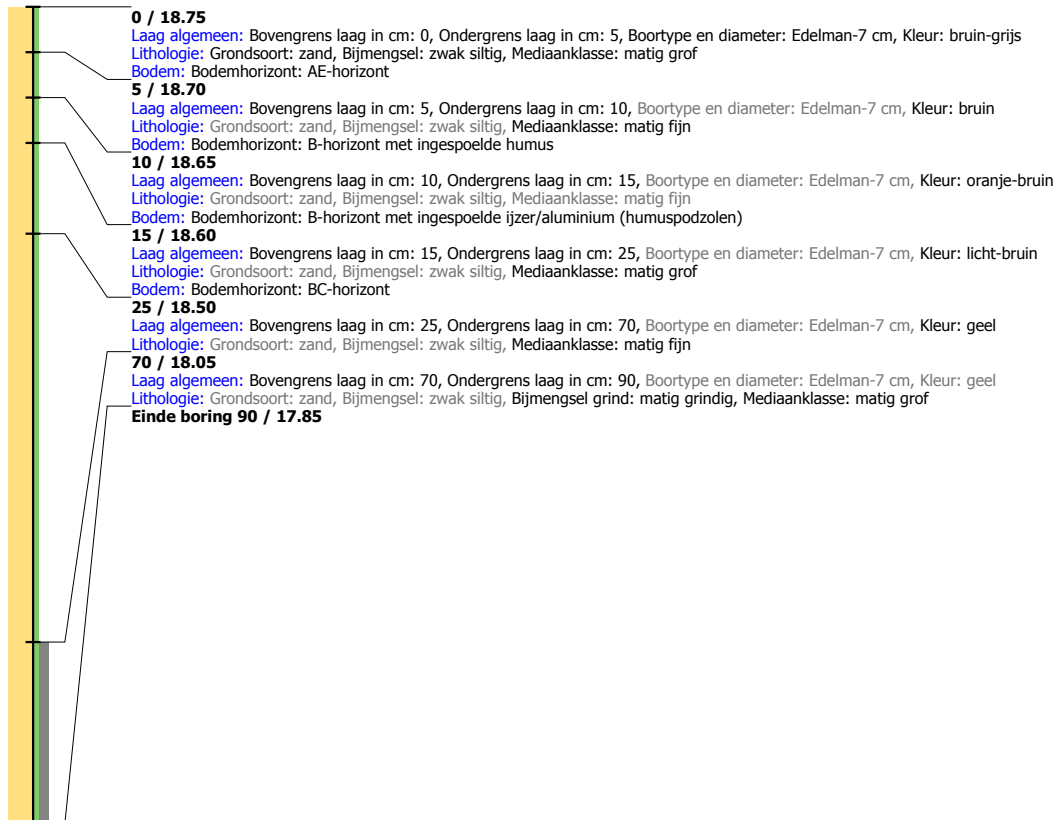 0 / 18.75
Laag algemeen: Bovengrens laag in cm: 0, Ondergrens laag in cm: 5, Boortype en diameter: Edelman-7 cm, Kleur: bruin-grijs
Lithologie: Grondsoort: zand, Bijmengsel: zwak siltig, Mediaanklasse: matig grof
Bodem: Bodemhorizont: AE-horizont
5 / 18.70
Laag algemeen: Bovengrens laag in cm: 5, Ondergrens laag in cm: 10, Boortype en diameter: Edelman-7 cm, Kleur: bruin
Lithologie: Grondsoort: zand, Bijmengsel: zwak siltig, Mediaanklasse: matig fijn
Bodem: Bodemhorizont: B-horizont met ingespoelde humus
10 / 18.65
Laag algemeen: Bovengrens laag in cm: 10, Ondergrens laag in cm: 15, Boortype en diameter: Edelman-7 cm, Kleur: oranje-bruin
Lithologie: Grondsoort: zand, Bijmengsel: zwak siltig, Mediaanklasse: matig fijn
Bodem: Bodemhorizont: B-horizont met ingespoelde ijzer/aluminium (humuspodzolen)
15 / 18.60
Laag algemeen: Bovengrens laag in cm: 15, Ondergrens laag in cm: 25, Boortype en diameter: Edelman-7 cm, Kleur: licht-bruin
Lithologie: Grondsoort: zand, Bijmengsel: zwak siltig, Mediaanklasse: matig grof
Bodem: Bodemhorizont: BC-horizont
25 / 18.50
Laag algemeen: Bovengrens laag in cm: 25, Ondergrens laag in cm: 70, Boortype en diameter: Edelman-7 cm, Kleur: geel
Lithologie: Grondsoort: zand, Bijmengsel: zwak siltig, Mediaanklasse: matig fijn
70 / 18.05
Laag algemeen: Bovengrens laag in cm: 70, Ondergrens laag in cm: 90, Boortype en diameter: Edelman-7 cm, Kleur: geel
Lithologie: Grondsoort: zand, Bijmengsel: zwak siltig, Bijmengsel grind: matig grindig, Mediaanklasse: matig grof
Einde boring 90 / 17.85